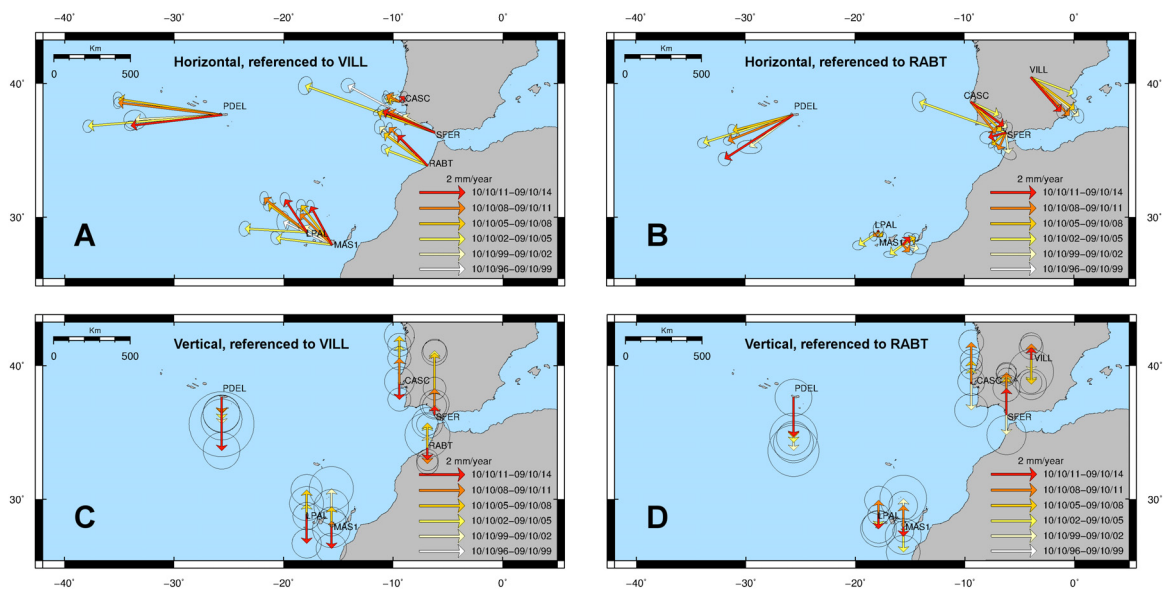 −40° −30° −20° −10° 0°
Km
0 500
Horizontal, referenced to VILL
40°
30°
PDEL
CASC
SFER
RABT
LPAL
MAS1
A
2 mm/year
10/10/11−09/10/14
10/10/08−09/10/11
10/10/05−09/10/08
10/10/02−09/10/05
10/10/99−09/10/02
10/10/96−09/10/99
−40° −30° −20° −10° 0°
Km
0 500
Horizontal, referenced to RABT
40°
30°
VILL
CASC
PDEL
SFER
LPAL
MAS1
B
2 mm/year
10/10/11−09/10/14
10/10/08−09/10/11
10/10/05−09/10/08
10/10/02−09/10/05
10/10/99−09/10/02
10/10/96−09/10/99
Km
0 500
Vertical, referenced to VILL
40°
30°
PDEL
CASC
SFER
RABT
LPAL
MAS1
C
2 mm/year
10/10/11−09/10/14
10/10/08−09/10/11
10/10/05−09/10/08
10/10/02−09/10/05
10/10/99−09/10/02
10/10/96−09/10/99
−40° −30° −20° −10° 0°
Km
0 500
Vertical, referenced to RABT
40°
30°
VILL
CASC
PDEL
SFER
LPAL
MAS1
D
2 mm/year
10/10/11−09/10/14
10/10/08−09/10/11
10/10/05−09/10/08
10/10/02−09/10/05
10/10/99−09/10/02
10/10/96−09/10/99
−40° −30° −20° −10° 0°